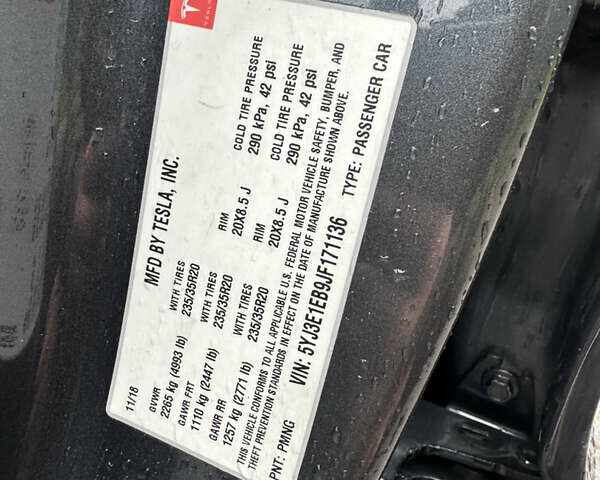 TESLA
MFD BY TESLA, INC.
11/18
GVWR
2265 kg (4993 lb)
GAWR FRT WITH TIRES RIM COLD TIRE PRESSURE
1110 kg (2447 lb) 235/35R20 20X8.5 J 290 kPa, 42 psi
GAWR RR WITH TIRES RIM COLD TIRE PRESSURE
1257 kg (2771 lb) 235/35R20 20X8.5 J 290 kPa, 42 psi
THIS VEHICLE CONFORMS TO ALL APPLICABLE U.S. FEDERAL MOTOR VEHICLE SAFETY, BUMPER, AND
THEFT PREVENTION STANDARDS IN EFFECT ON THE DATE OF MANUFACTURE SHOWN ABOVE.
VIN: 5YJ3E1EB9JF171136
PNT: PMNG TYPE: PASSENGER CAR